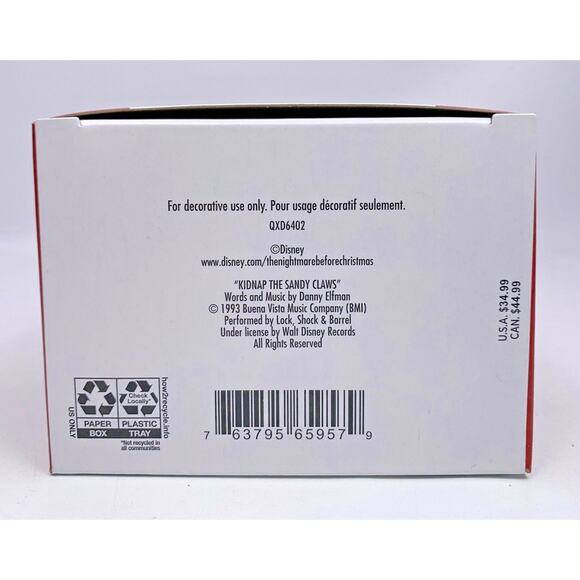 For decorative use only. Pour usage décoratif seulement.
QXD6402
©Disney
www.disney.com/thenightmarebeforechristmas
"KIDNAP THE SANDY CLAWS"
Words and Music by Danny Elfman
© 1993 Buena Vista Music Company (BMI)
Performed by Lock, Shock & Barrel
Under license by Walt Disney Records
All Rights Reserved
U.S.A. $34.99
CAN. $44.99
US ONLY
PAPER
BOX
Check
Locally*
PLASTIC
TRAY
*Not recycled in
all communities
how2recycle.info
7 63795 65957 9